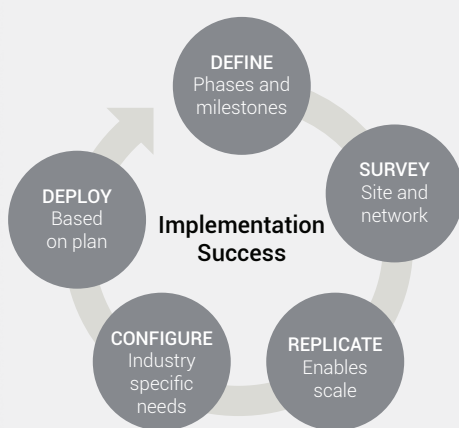 DEFINE
Phases and
milestones
SURVEY
Site and
network
REPLICATE
Enables
scale
CONFIGURE
Industry
specific
needs
DEPLOY
Based
on plan
Implementation
Success